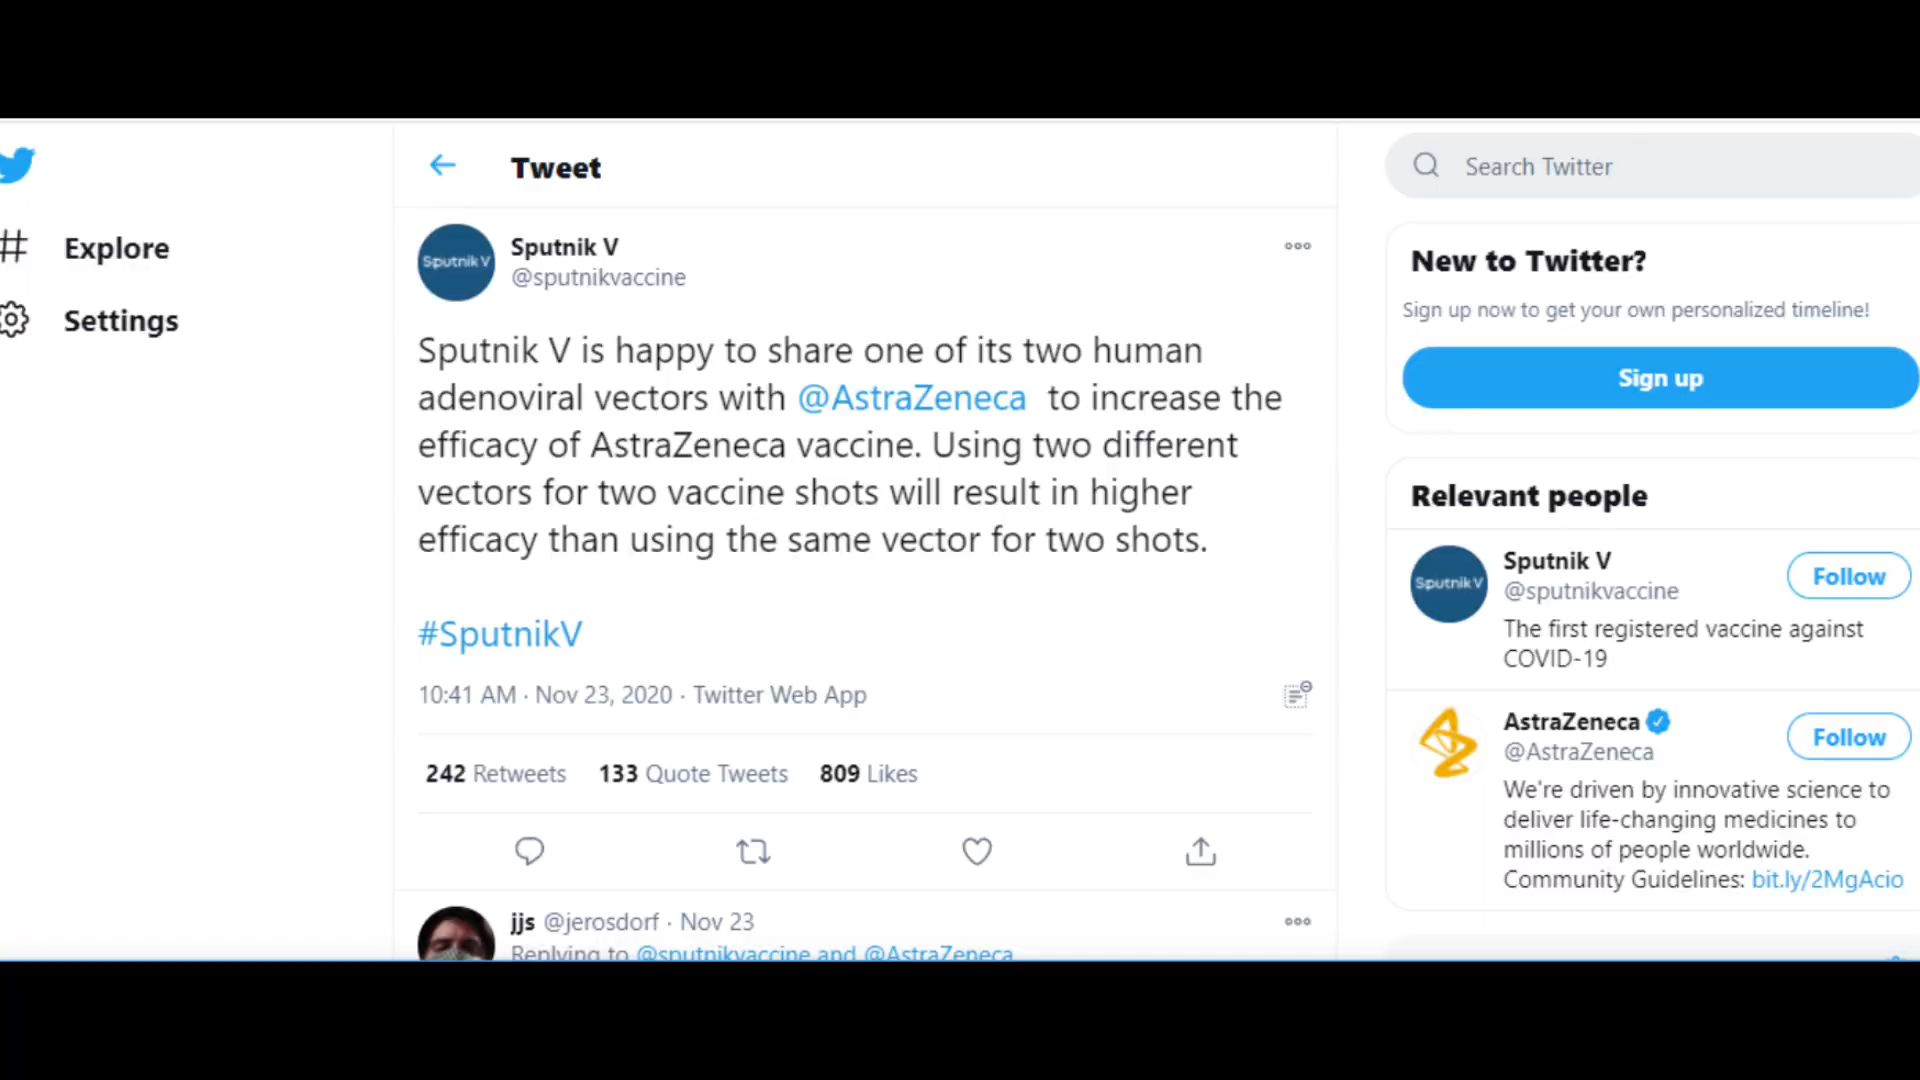 Explore
Settings
Tweet
Sputnik V
Sputnik V
@sputnikvaccine
Sputnik V is happy to share one of its two human
adenoviral vectors with @AstraZeneca to increase the
efficacy of AstraZeneca vaccine. Using two different
vectors for two vaccine shots will result in higher
efficacy than using the same vector for two shots.
#SputnikV
10:41 AM · Nov 23, 2020 · Twitter Web App
242 Retweets 133 Quote Tweets 809 Likes
jjs @jerosdorf · Nov 23
Replying to @sputnikvaccine and @AstraZeneca
Search Twitter
New to Twitter?
Sign up now to get your own personalized timeline!
Sign up
Relevant people
Sputnik V
Sputnik V
@sputnikvaccine
Follow
The first registered vaccine against
COVID-19
AstraZeneca
@AstraZeneca
Follow
We're driven by innovative science to
deliver life-changing medicines to
millions of people worldwide.
Community Guidelines: bit.ly/2MgAcio